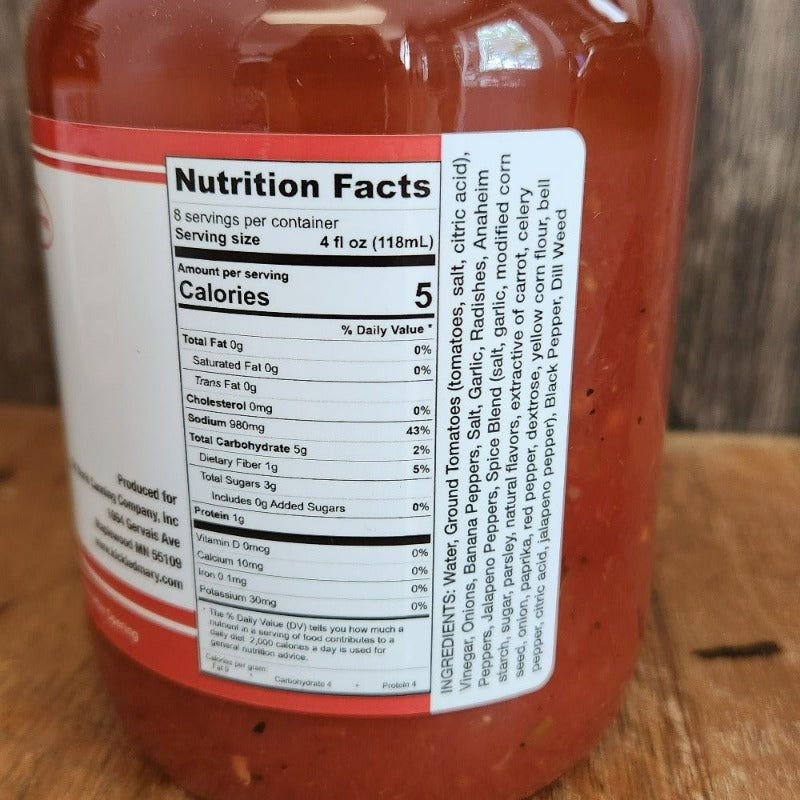 Nutrition Facts
8 servings per container
Serving size 4 fl oz (118mL)
Amount per serving
Calories 5
% Daily Value *
Total Fat 0g 0%
Saturated Fat 0g 0%
Trans Fat 0g
Cholesterol 0mg 0%
Sodium 980mg 43%
Total Carbohydrate 5g 2%
Dietary Fiber 1g 5%
Total Sugars 3g
Includes 0g Added Sugars 0%
Protein 1g
Vitamin D 0mcg 0%
Calcium 10mg 0%
Iron 0.1mg 0%
Potassium 30mg 0%
* The % Daily Value (DV) tells you how much a
nutrient in a serving of food contributes to a
daily diet. 2,000 calories a day is used for
general nutrition advice.
Calories per gram:
Fat 9 • Carbohydrate 4 • Protein 4
INGREDIENTS: Water, Ground Tomatoes (tomatoes, salt, citric acid),
Vinegar, Onions, Banana Peppers, Salt, Garlic, Radishes, Anaheim
Peppers, Jalapeno Peppers, Spice Blend (salt, garlic, modified corn
starch, sugar, parsley, natural flavors, extractive of carrot, celery
seed, onion, paprika, red pepper, dextrose, yellow corn flour, bell
pepper, citric acid, jalapeno pepper), Black Pepper, Dill Weed
Produced for
Canning Company, Inc
Gervais Ave
Maplewood MN 55109